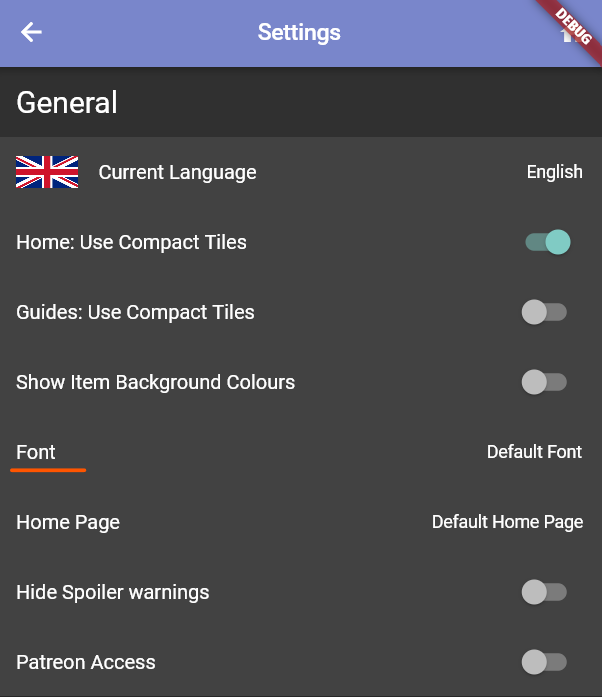 Settings
DEBUG
General
Current Language English
Home: Use Compact Tiles
Guides: Use Compact Tiles
Show Item Background Colours
Font Default Font
Home Page Default Home Page
Hide Spoiler warnings
Patreon Access